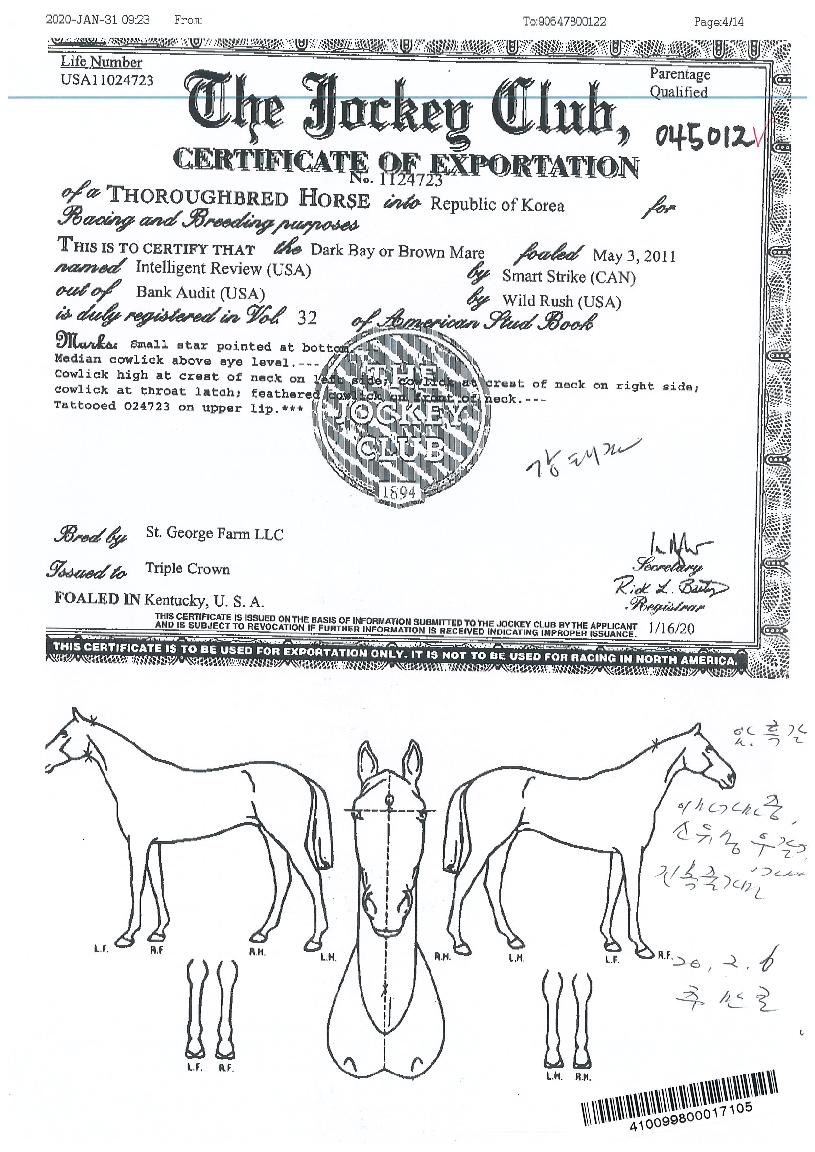 2020-JAN-31 09:23 From: To:90647800122 Page:4/14
Life Number
USA11024723
Parentage
Qualified
The Jockey Club,
045012
CERTIFICATE OF EXPORTATION
No. 1124723
of a THOROUGHBRED HORSE into Republic of Korea for
Racing and Breeding purposes
THIS IS TO CERTIFY THAT the Dark Bay or Brown Mare foaled May 3, 2011
named Intelligent Review (USA) by Smart Strike (CAN)
out of Bank Audit (USA) by Wild Rush (USA)
is duly registered in Vol. 32 of American Stud Book
Marks: Small star pointed at bottom.---
Median cowlick above eye level.---
Cowlick high at crest of neck on left side; cowlick at crest of neck on right side;
cowlick at throat latch; feathered cowlick on front of neck.---
Tattooed 024723 on upper lip.***
THE
JOCKEY
CLUB
1894
Bred by St. George Farm LLC
Issued to Triple Crown
Secretary
Rick L. Bailey
Registrar
FOALED IN Kentucky, U. S. A.
THIS CERTIFICATE IS ISSUED ON THE BASIS OF INFORMATION SUBMITTED TO THE JOCKEY CLUB BY THE APPLICANT
AND IS SUBJECT TO REVOCATION IF FURTHER INFORMATION IS RECEIVED INDICATING IMPROPER ISSUANCE. 1/16/20
THIS CERTIFICATE IS TO BE USED FOR EXPORTATION ONLY. IT IS NOT TO BE USED FOR RACING IN NORTH AMERICA.
L.F. R.F R.H. L.H. R.H. L.H. L.F. R.F.
20, 2. 6
L.F. R.F. L.H. R.H.
410099800017105